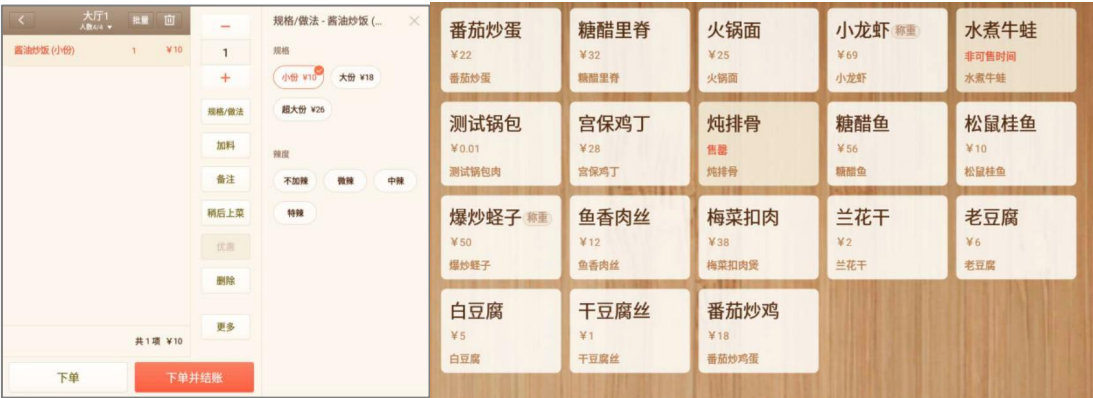 大厅1
人数4/4
批量
酱油炒饭 (小份) 1 ¥10
共1项 ¥10
下单
下单并结账
1
规格/做法
加料
备注
稍后上菜
优惠
删除
更多
规格/做法 - 酱油炒饭 (...
规格
小份 ¥10
大份 ¥18
超大份 ¥26
辣度
不加辣
微辣
中辣
特辣
番茄炒蛋
¥22
番茄炒蛋
糖醋里脊
¥32
糖醋里脊
火锅面
¥25
火锅面
小龙虾 称重
¥69
小龙虾
水煮牛蛙
非可售时间
水煮牛蛙
测试锅包
¥0.01
测试锅包肉
宫保鸡丁
¥28
宫保鸡丁
炖排骨
售罄
炖排骨
糖醋鱼
¥56
糖醋鱼
松鼠桂鱼
¥10
松鼠桂鱼
爆炒蛏子 称重
¥50
爆炒蛏子
鱼香肉丝
¥12
鱼香肉丝
梅菜扣肉
¥38
梅菜扣肉煲
兰花干
¥2
兰花干
老豆腐
¥6
老豆腐
白豆腐
¥5
白豆腐
干豆腐丝
¥1
干豆腐丝
番茄炒鸡
¥18
番茄炒鸡蛋